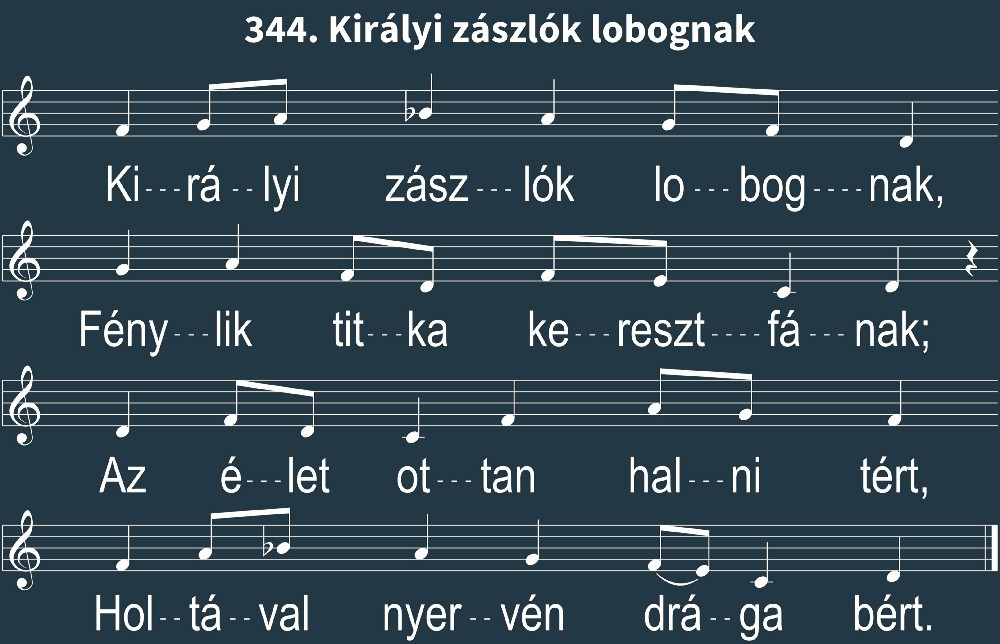 344. Királyi zászlók lobognak
Ki---rá--lyi zász---lók lo---bog----nak,
Fény---lik tit---ka ke---reszt----fá---nak;
Az é---let ot---tan hal---ni tért,
Hol--tá--val nyer--vén drá--ga bért.